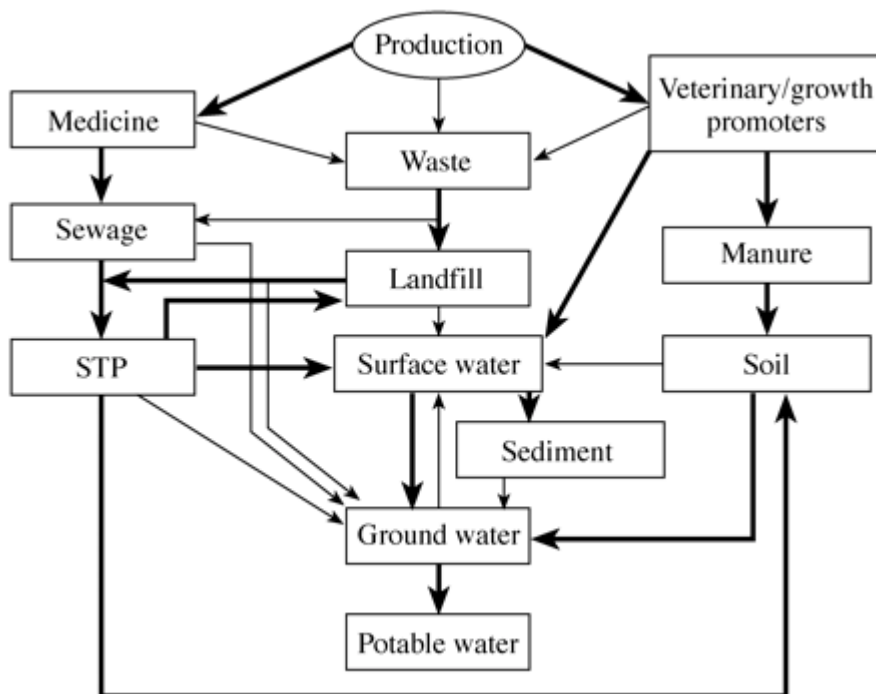 Production
Medicine
Veterinary/growth
promoters
Waste
Sewage
Manure
Landfill
STP
Surface water
Soil
Sediment
Ground water
Potable water